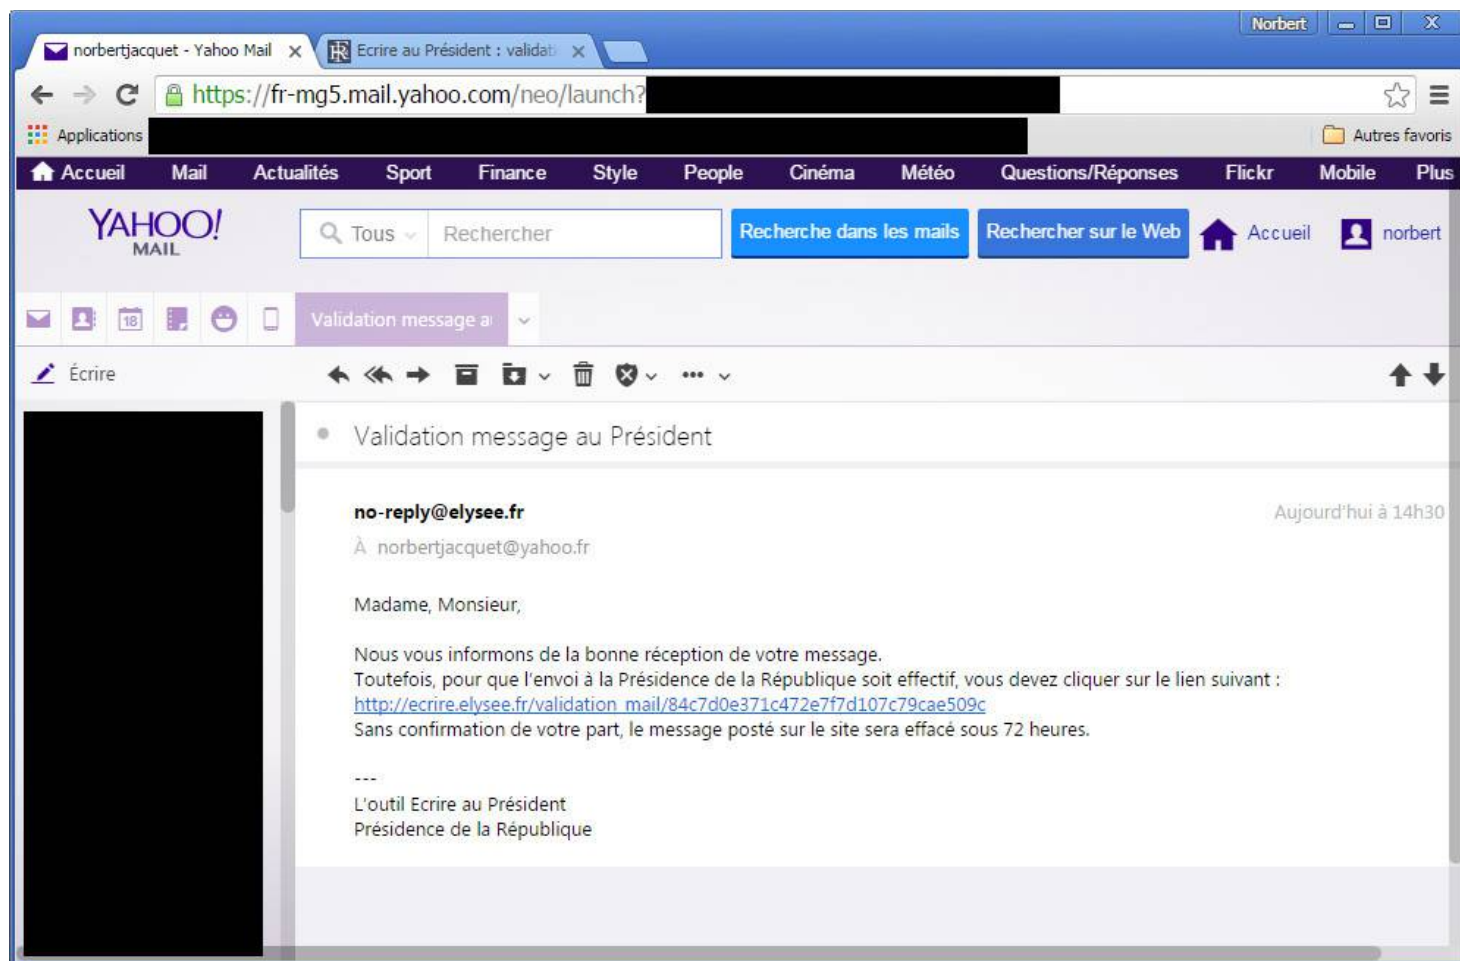 Norbert
norbertjacquet - Yahoo Mail
Ecrire au Président : validati
https://fr-mg5.mail.yahoo.com/neo/launch?
Applications
Autres favoris
Accueil Mail Actualités Sport Finance Style People Cinéma Météo Questions/Réponses Flickr Mobile Plus
YAHOO!
MAIL
Tous
Rechercher
Recherche dans les mails
Rechercher sur le Web
Accueil
norbert
18
Validation message au
Écrire
Validation message au Président
no-reply@elysee.fr
Aujourd'hui à 14h30
À norbertjacquet@yahoo.fr
Madame, Monsieur,
Nous vous informons de la bonne réception de votre message.
Toutefois, pour que l'envoi à la Présidence de la République soit effectif, vous devez cliquer sur le lien suivant :
http://ecrire.elysee.fr/validation_mail/84c7d0e371c472e7f7d107c79cae509c
Sans confirmation de votre part, le message posté sur le site sera effacé sous 72 heures.
---
L'outil Ecrire au Président
Présidence de la République